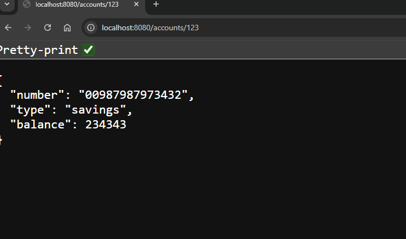 localhost:8080/accounts/123
localhost:8080/accounts/123
Pretty-print
{
"number": "00987987973432",
"type": "savings",
"balance": 234343
}